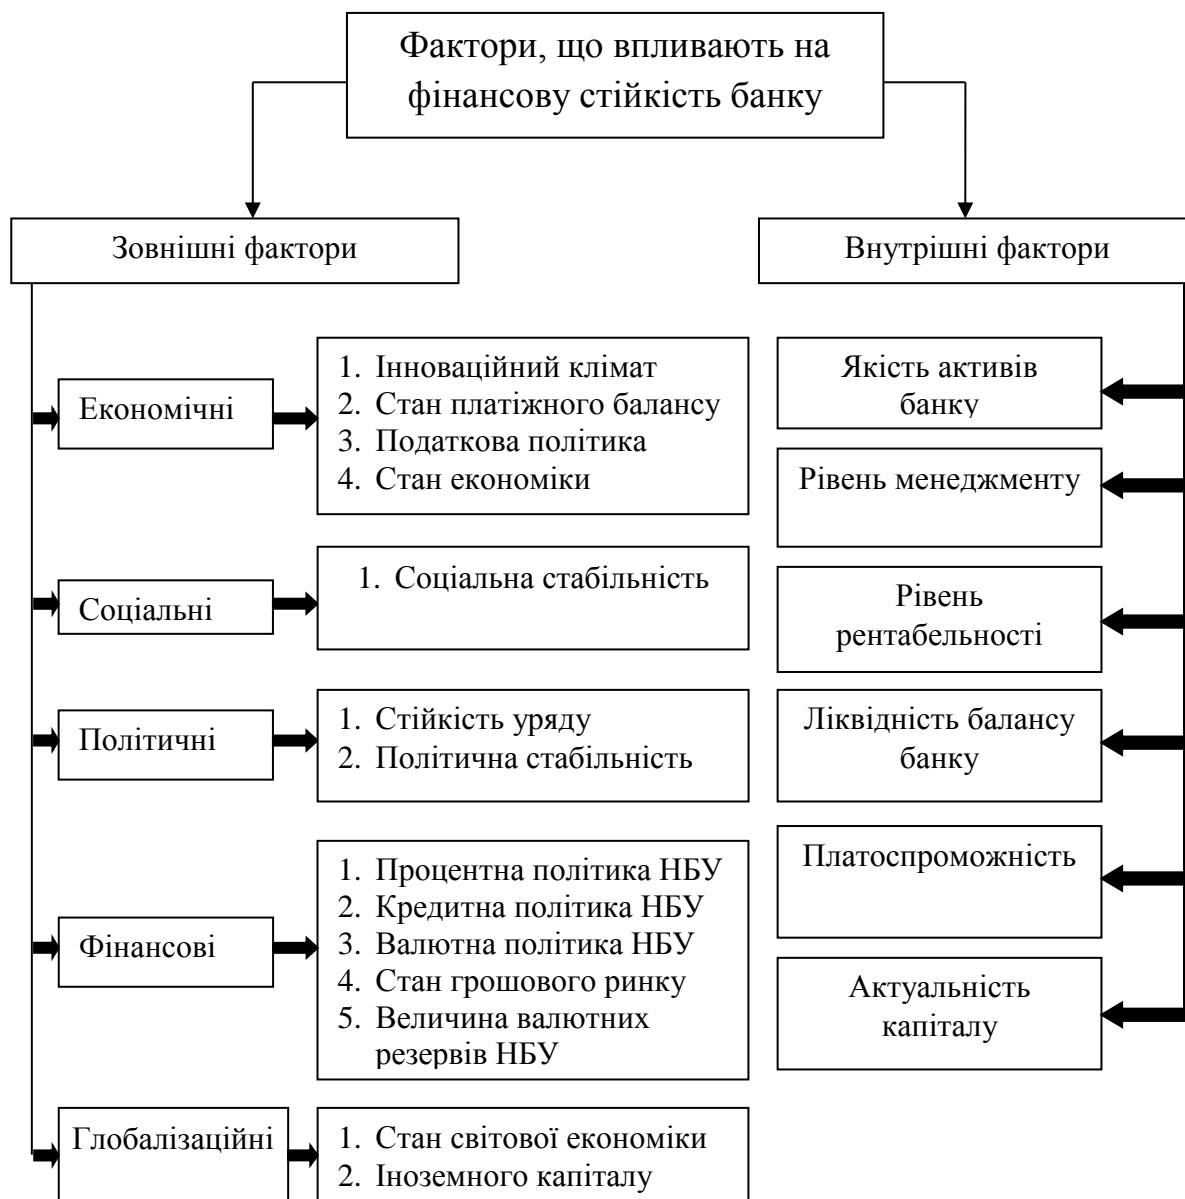 Фактори, що впливають на
фінансову стійкість банку
Зовнішні фактори
Економічні
1. Інноваційний клімат
2. Стан платіжного балансу
3. Податкова політика
4. Стан економіки
Соціальні
1. Соціальна стабільність
Політичні
1. Стійкість уряду
2. Політична стабільність
Фінансові
1. Процентна політика НБУ
2. Кредитна політика НБУ
3. Валютна політика НБУ
4. Стан грошового ринку
5. Величина валютних
резервів НБУ
Глобалізаційні
1. Стан світової економіки
2. Іноземного капіталу
Внутрішні фактори
Якість активів
банку
Рівень менеджменту
Рівень
рентабельності
Ліквідність балансу
банку
Платоспроможність
Актуальність
капіталу